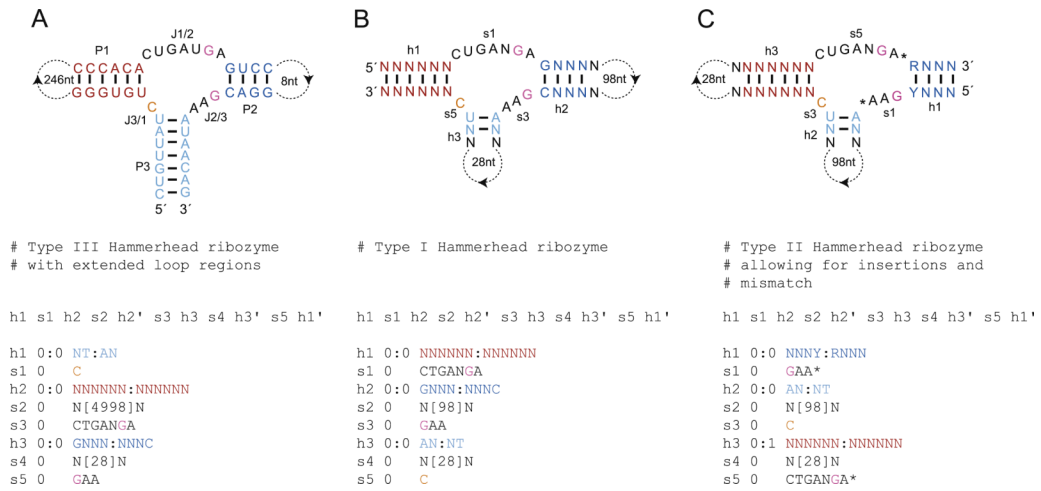 A
B
C
P1
J1/2
CUGAUGA
CCCACA
GGGUGU
246nt
GUCC
CAGG
8nt
P2
C
AAG
J2/3
J3/1
UAUUGUC
AUAACAG
P3
5´ 3´
h1
s1
CUGANGA
5´NNNNNN
3´NNNNNN
GNNNN
CNNNN
98nt
h2
C
AAG
s5
s3
UNN
ANN
h3
28nt
h3
s5
CUGANGA*
28nt
NNNNNNN
NNNNNNN
RNNN 3´
YNNN 5´
h1
C
*AAG
s3
s1
UNN
ANN
h2
98nt
# Type III Hammerhead ribozyme
# with extended loop regions
h1 s1 h2 s2 h2' s3 h3 s4 h3' s5 h1'
h1 0:0 NT:AN
s1 0 C
h2 0:0 NNNNNN:NNNNNN
s2 0 N[4998]N
s3 0 CTGANGA
h3 0:0 GNNN:NNNC
s4 0 N[28]N
s5 0 GAA
# Type I Hammerhead ribozyme
h1 s1 h2 s2 h2' s3 h3 s4 h3' s5 h1'
h1 0:0 NNNNNN:NNNNNN
s1 0 CTGANGA
h2 0:0 GNNN:NNNC
s2 0 N[98]N
s3 0 GAA
h3 0:0 AN:NT
s4 0 N[28]N
s5 0 C
# Type II Hammerhead ribozyme
# allowing for insertions and
# mismatch
h1 s1 h2 s2 h2' s3 h3 s4 h3' s5 h1'
h1 0:0 NNNY:RNNN
s1 0 GAA*
h2 0:0 AN:NT
s2 0 N[98]N
s3 0 C
h3 0:1 NNNNNN:NNNNNN
s4 0 N[28]N
s5 0 CTGANGA*